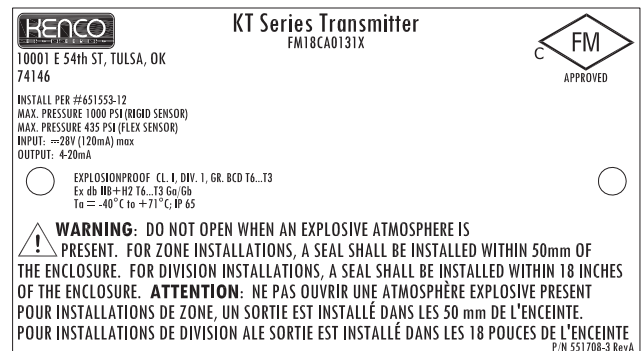 KENCO
KT Series Transmitter
FM18CA0131X
10001 E 54th ST, TULSA, OK
74146
C FM
APPROVED
INSTALL PER #651553-12
MAX. PRESSURE 1000 PSI (RIGID SENSOR)
MAX. PRESSURE 435 PSI (FLEX SENSOR)
INPUT: ⎓28V (120mA) max
OUTPUT: 4-20mA
EXPLOSIONPROOF CL. I, DIV. 1, GR. BCD T6...T3
Ex db IIB+H2 T6...T3 Ga/Gb
Ta = -40°C to +71°C; IP 65
WARNING: DO NOT OPEN WHEN AN EXPLOSIVE ATMOSPHERE IS
PRESENT. FOR ZONE INSTALLATIONS, A SEAL SHALL BE INSTALLED WITHIN 50mm OF
THE ENCLOSURE. FOR DIVISION INSTALLATIONS, A SEAL SHALL BE INSTALLED WITHIN 18 INCHES
OF THE ENCLOSURE. ATTENTION: NE PAS OUVRIR UNE ATMOSPHÈRE EXPLOSIVE PRESENT
POUR INSTALLATIONS DE ZONE, UN SORTIE EST INSTALLÉ DANS LES 50 mm DE L'ENCEINTE.
POUR INSTALLATIONS DE DIVISION ALE SORTIE EST INSTALLÉ DANS LES 18 POUCES DE L'ENCEINTE
P/N 551708-3 RevA